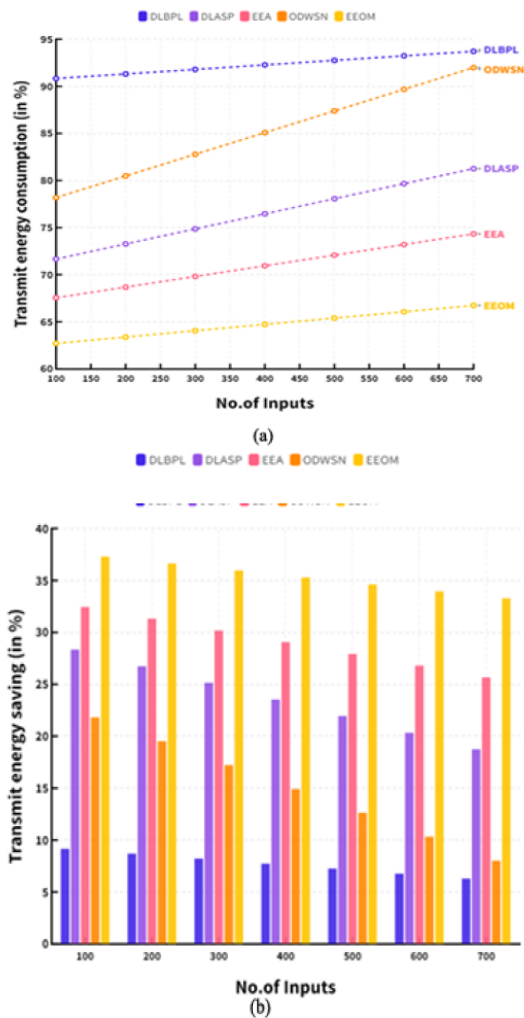 DLBPL DLASP EEA ODWSN EEOM
Transmit energy consumption (in %)
95
90
85
80
75
70
65
60
DLBPL
ODWSN
DLASP
EEA
EEOM
100 150 200 250 300 350 400 450 500 550 600 650 700
No.of Inputs
(a)
DLBPL DLASP EEA ODWSN EEOM
Transmit energy saving (in %)
40
35
30
25
20
15
10
5
0
100 200 300 400 500 600 700
No.of Inputs
(b)